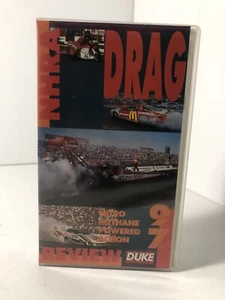 NHRA
DRAG
NITRO
METHANE
POWERED
ACTION
97
REVIEW
DUKE